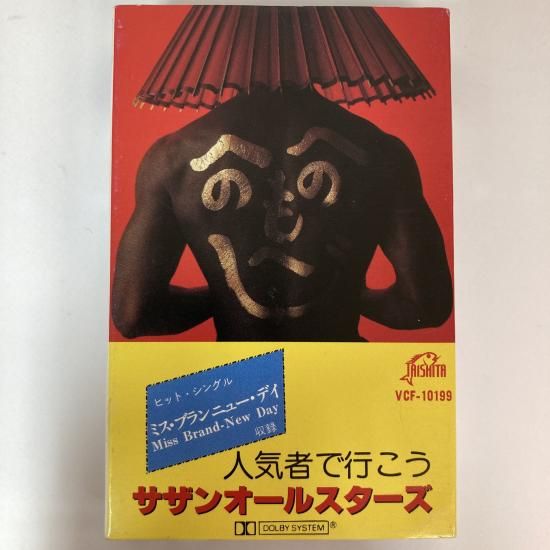 へ へ
の の
も
へ
じ
TAISHITA
VCF-10199
ヒット・シングル
ミス・ブランニュー・デイ
Miss Brand-New Day
収録
人気者で行こう
サザンオールスターズ
DOLBY SYSTEM®